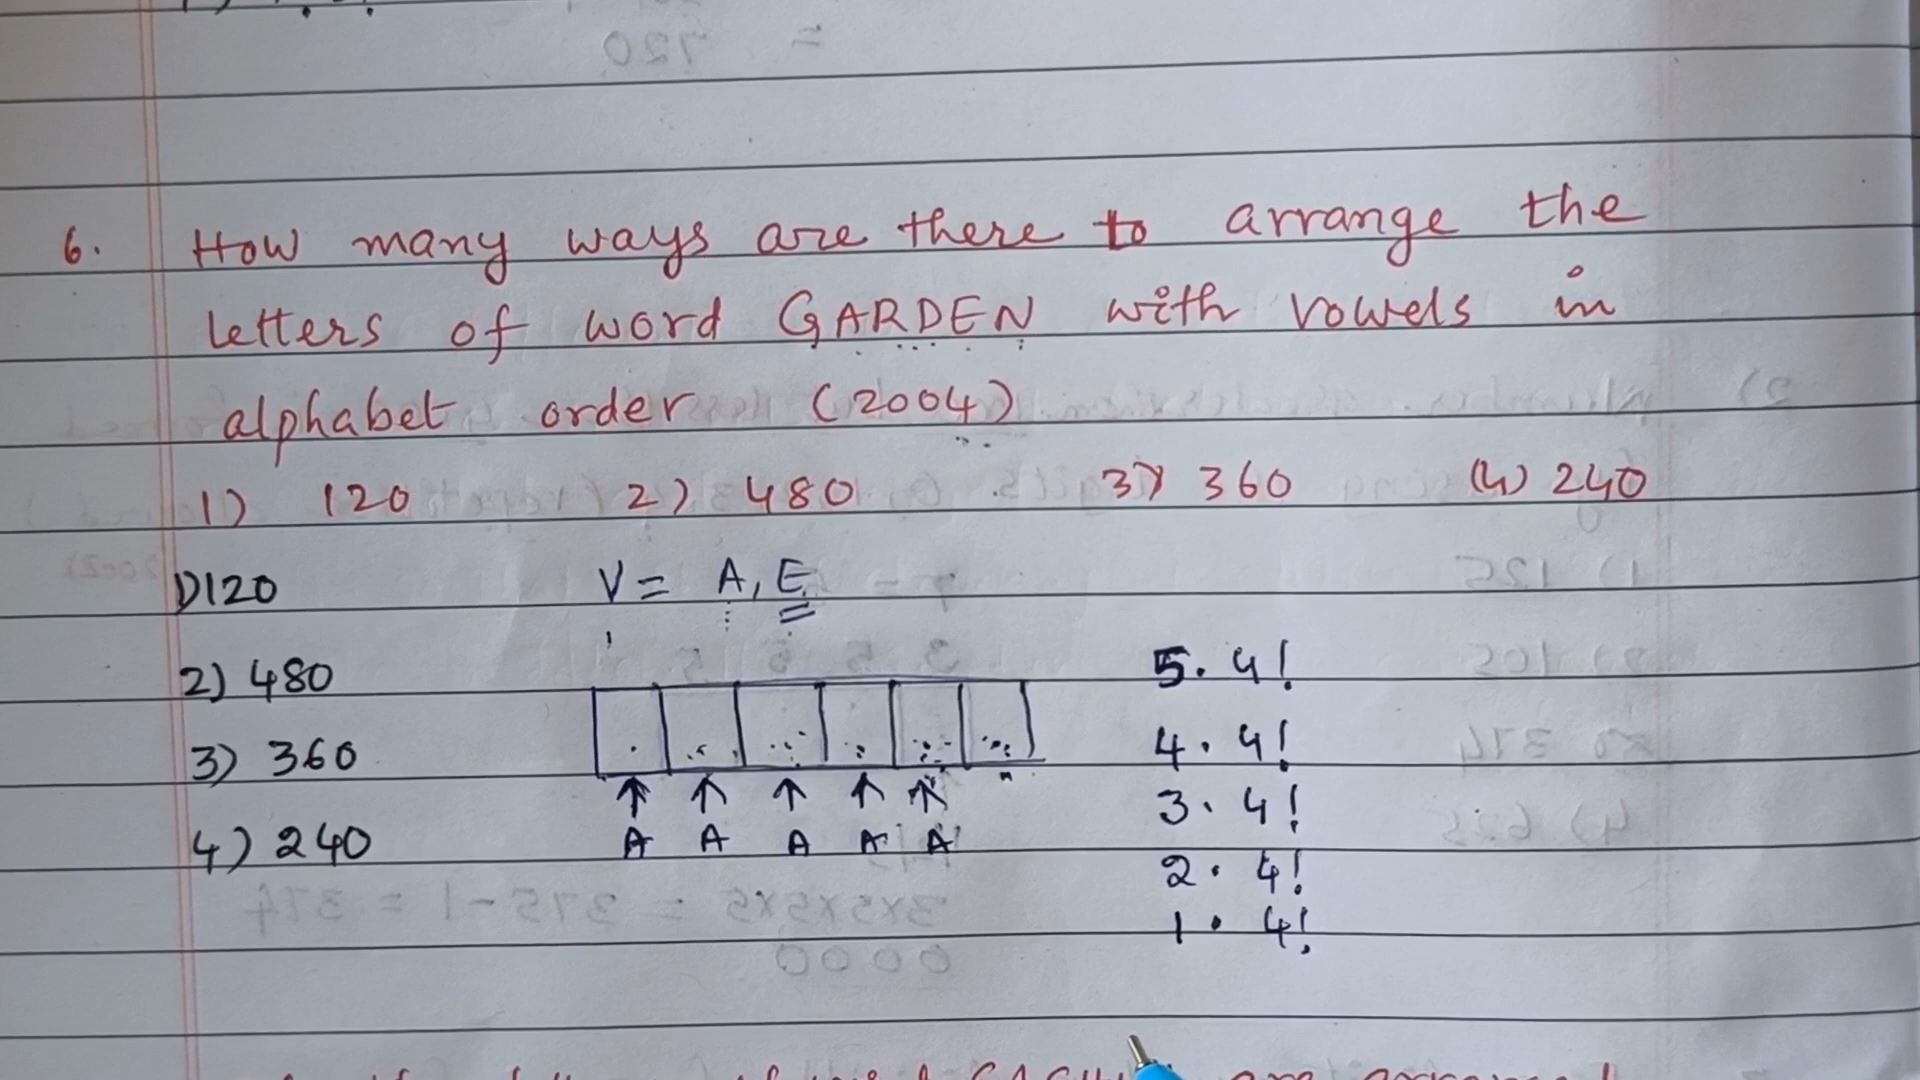 6. How many ways are there to arrange the
letters of word GARDEN with vowels in
alphabet order (2004)
1) 120 2) 480 3) 360 (4) 240
1) 120 V = A, E
2) 480 5. 4!
3) 360 4. 4!
A A A A A 3. 4!
4) 240
2. 4!
1. 4!